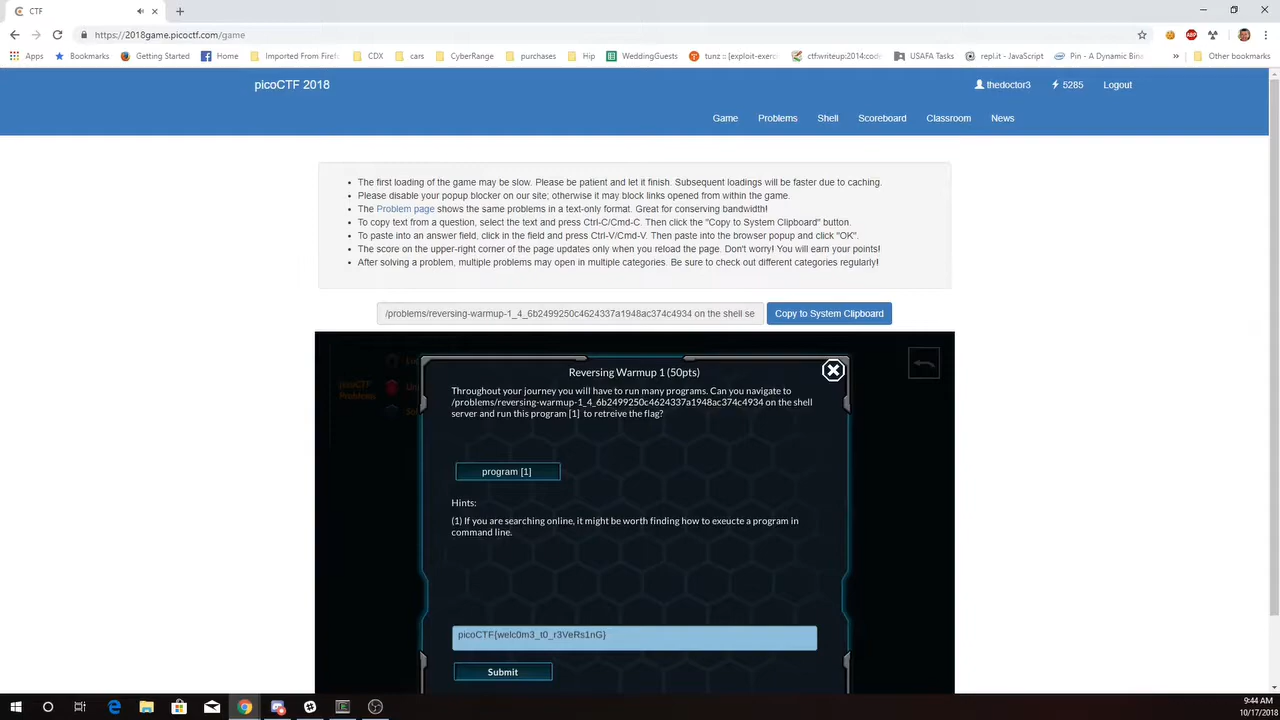 CTF
https://2018game.picoctf.com/game
Apps Bookmarks Getting Started Home Imported From Firef CDX cars CyberRange purchases Hip WeddingGuests tunz ::: [exploit-exerc ctf:writeup:2014:code USAFA Tasks repl.it - JavaScript Pin - A Dynamic Bina » Other bookmarks
picoCTF 2018 thedoctor3 5285 Logout
Game Problems Shell Scoreboard Classroom News
• The first loading of the game may be slow. Please be patient and let it finish. Subsequent loadings will be faster due to caching.
• Please disable your popup blocker on our site; otherwise it may block links opened from within the game.
• The Problem page shows the same problems in a text-only format. Great for conserving bandwidth!
• To copy text from a question, select the text and press Ctrl-C/Cmd-C. Then click the "Copy to System Clipboard" button.
• To paste into an answer field, click in the field and press Ctrl-V/Cmd-V. Then paste into the browser popup and click "OK".
• The score on the upper-right corner of the page updates only when you reload the page. Don't worry! You will earn your points!
• After solving a problem, multiple problems may open in multiple categories. Be sure to check out different categories regularly!
/problems/reversing-warmup-1_4_6b2499250c4624337a1948ac374c4934 on the shell se Copy to System Clipboard
picoCTF
Problems
Reversing Warmup 1 (50pts)
Throughout your journey you will have to run many programs. Can you navigate to
/problems/reversing-warmup-1_4_6b2499250c4624337a1948ac374c4934 on the shell
server and run this program [1] to retreive the flag?
program [1]
Hints:
(1) If you are searching online, it might be worth finding how to exeucte a program in
command line.
picoCTF{welc0m3_t0_r3VeRs1nG}
Submit
9:44 AM
10/17/2018